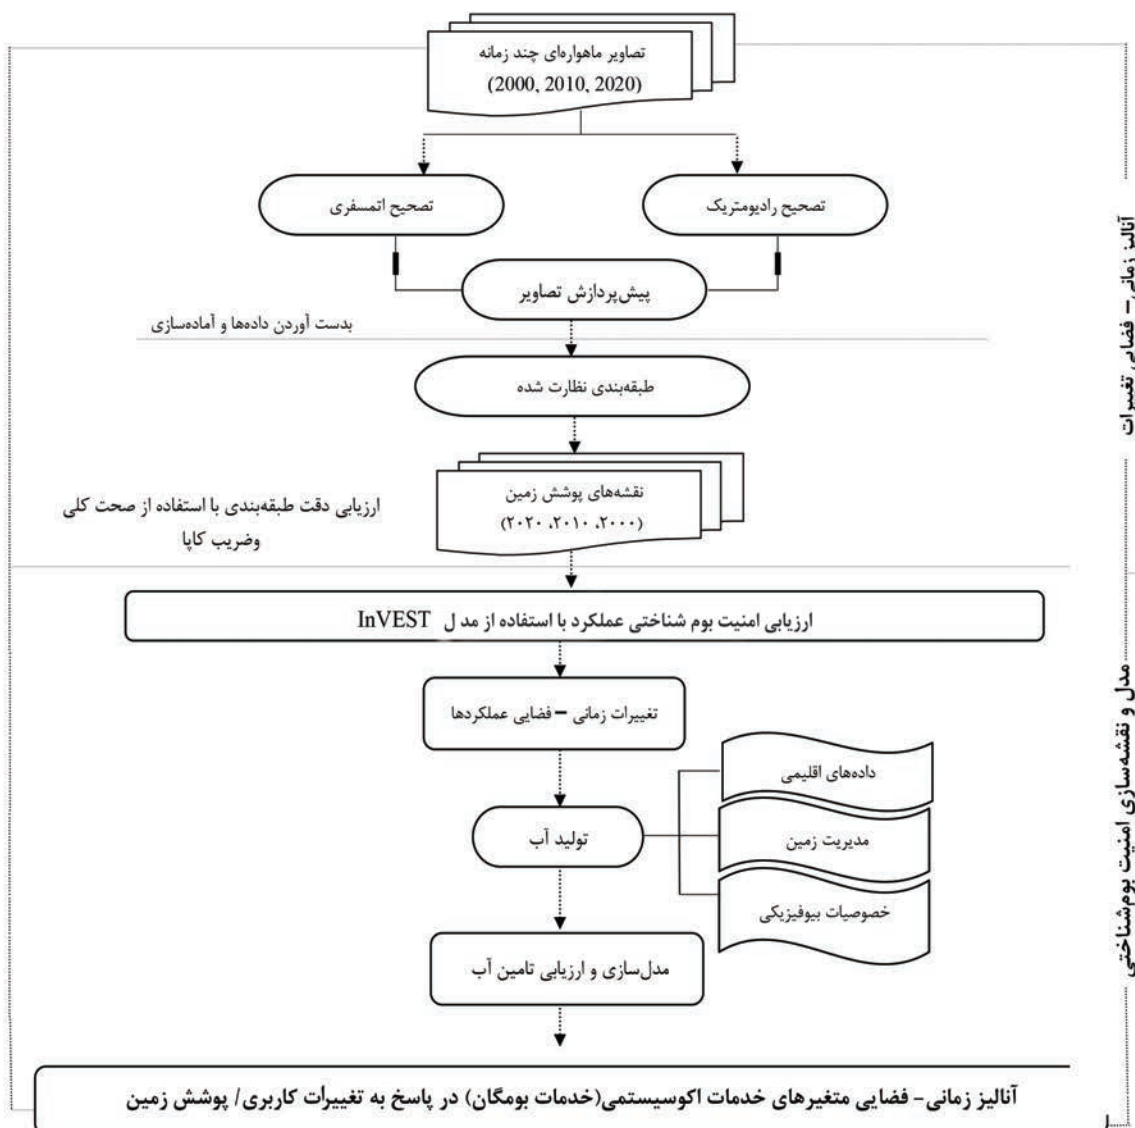 تصاویر ماهواره‌ای چند زمانه
(2000, 2010, 2020)
تصحیح رادیومتریک
تصحیح اتمسفری
پیش‌پردازش تصاویر
بدست آوردن داده‌ها و آماده‌سازی
طبقه‌بندی نظارت شده
نقشه‌های پوشش زمین
(۲۰۰۰، ۲۰۱۰، ۲۰۲۰)
ارزیابی دقت طبقه‌بندی با استفاده از صحت کلی
وضریب کاپا
آنالیز زمانی- فضایی تغییرات
ارزیابی امنیت بوم شناختی عملکرد با استفاده از مد ل InVEST
تغییرات زمانی – فضایی عملکردها
داده‌های اقلیمی
تولید آب
مدیریت زمین
خصوصیات بیوفیزیکی
مدل‌سازی و ارزیابی تامین آب
مدل و نقشه‌سازی امنیت بوم‌شناختی
آنالیز زمانی- فضایی متغیرهای خدمات اکوسیستمی(خدمات بومگان) در پاسخ به تغییرات کاربری/ پوشش زمین